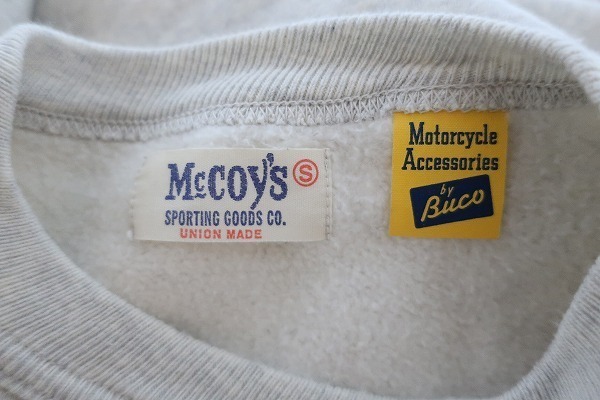 McCoy's S
SPORTING GOODS CO.
UNION MADE
Motorcycle
Accessories
by
Buco